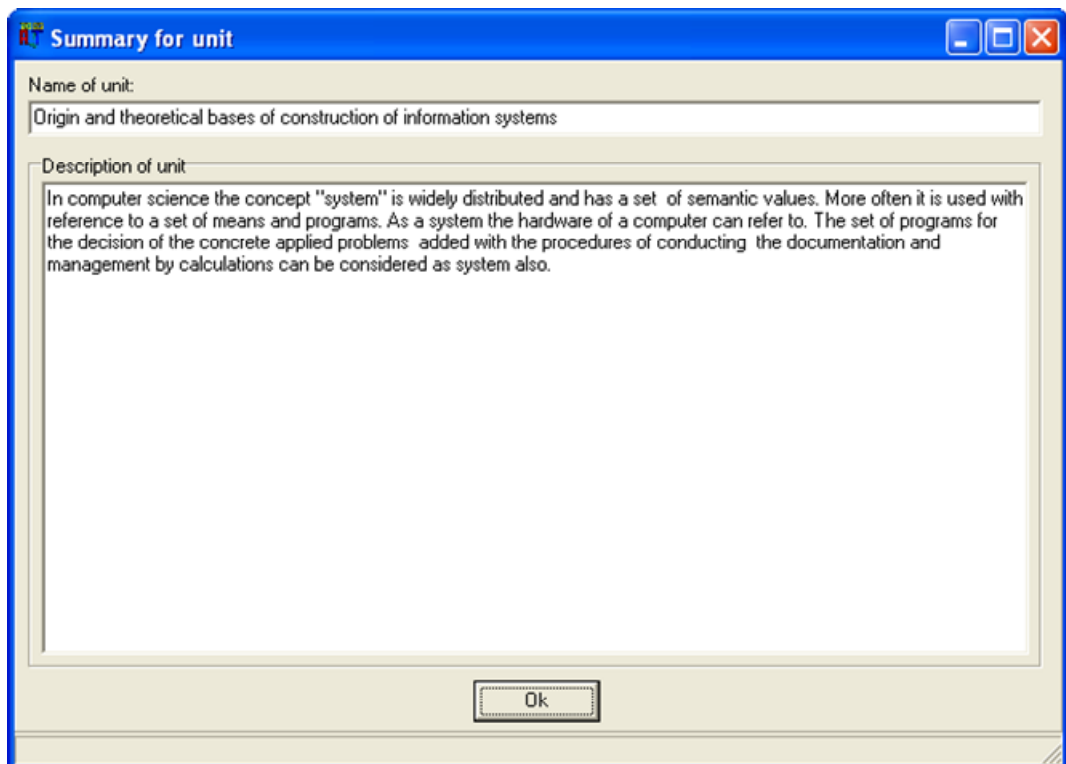 Summary for unit
Name of unit:
Origin and theoretical bases of construction of information systems
Description of unit
In computer science the concept "system" is widely distributed and has a set  of semantic values. More often it is used with
reference to a set of means and programs. As a system the hardware of a computer can refer to. The set of programs for
the decision of the concrete applied problems  added with the procedures of conducting  the documentation and
management by calculations can be considered as system also.
Ok